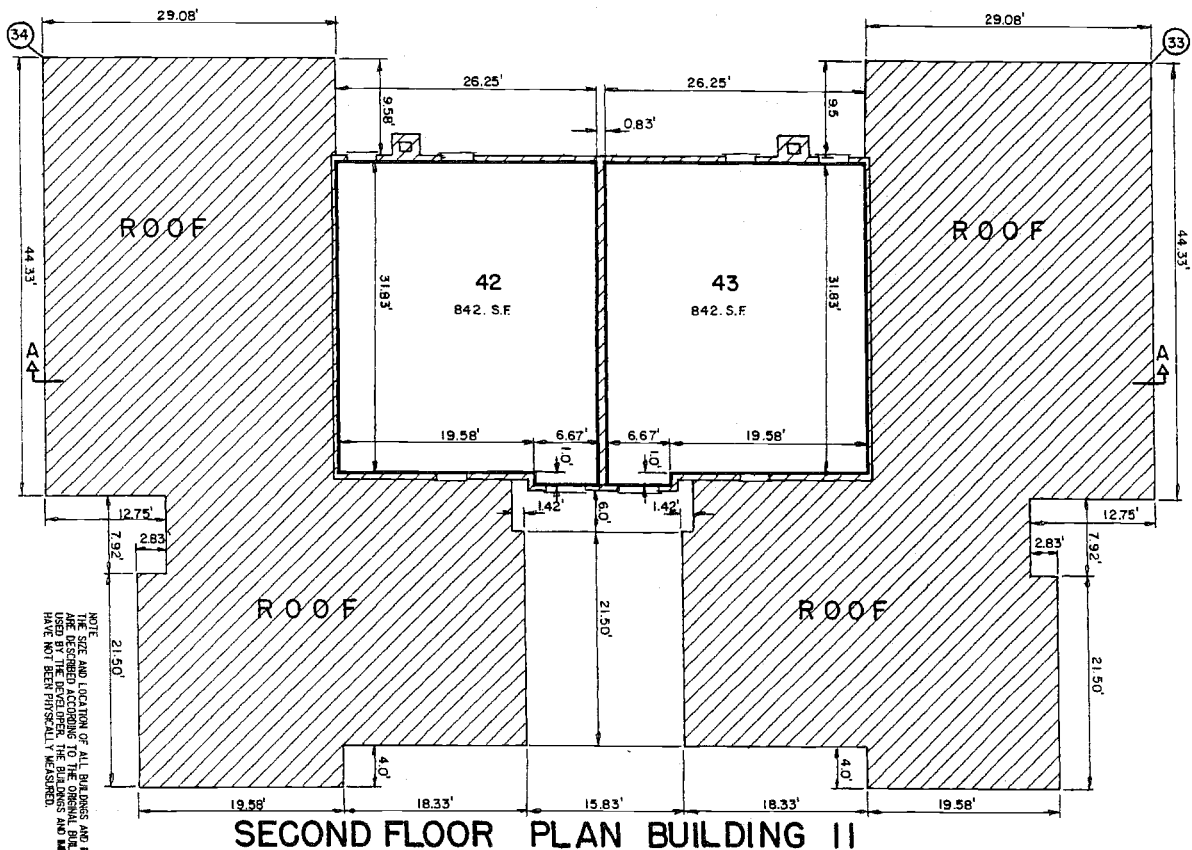 29.08'
29.08'
34
33
26.25'
26.25'
9.58'
9.5
0.83'
44.33'
44.33'
ROOF
ROOF
42
43
842. S.F.
842. S.F.
31.83'
31.83'
A
A
19.58'
6.67'
6.67'
19.58'
1.0'
1.0'
1.42'
6.0'
1.42'
12.75'
12.75'
7.92'
7.92'
2.83'
2.83'
ROOF
ROOF
21.50'
21.50'
21.50'
4.0'
4.0'
19.58'
18.33'
15.83'
18.33'
19.58'
NOTE
THE SIZE AND LOCATION OF ALL BUILDINGS AND
ARE DESCRIBED ACCORDING TO THE ORIGINAL
USED BY THE DEVELOPER. THE BUILDINGS AND
HAVE NOT BEEN PHYSICALLY MEASURED.
SECOND FLOOR PLAN BUILDING 11